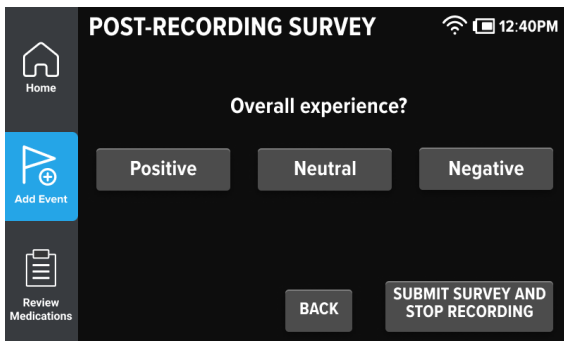 POST-RECORDING SURVEY
12:40PM
Home
Overall experience?
Positive
Neutral
Negative
Add Event
Review
Medications
BACK
SUBMIT SURVEY AND
STOP RECORDING